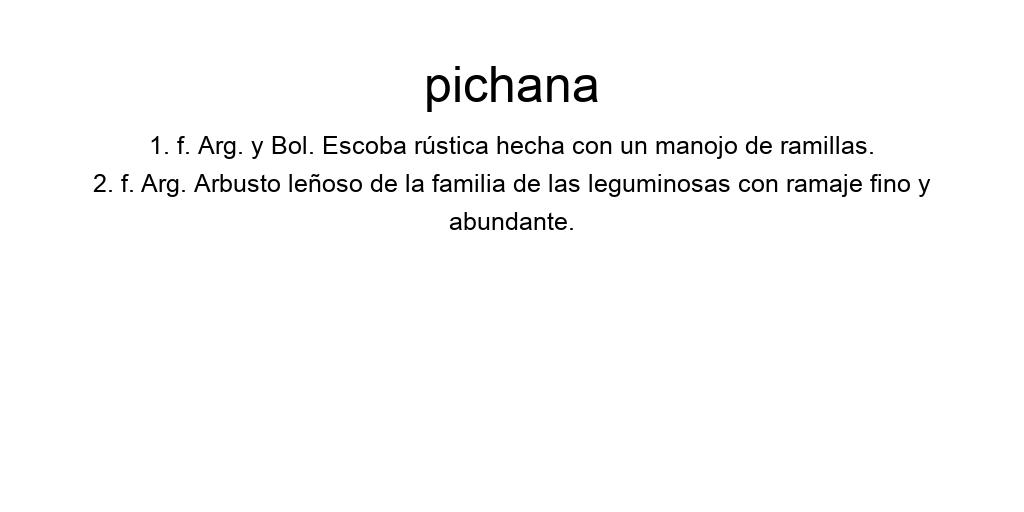 pichana
1. f. Arg. y Bol. Escoba rústica hecha con un manojo de ramillas.
2. f. Arg. Arbusto leñoso de la familia de las leguminosas con ramaje fino y
abundante.